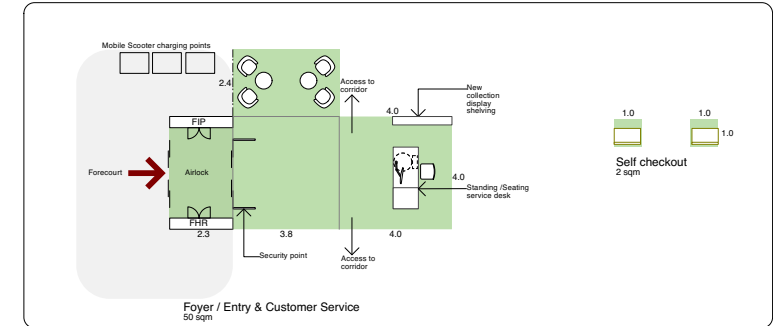 Mobile Scooter charging points
2.4
Access to
corridor
New
collection
display
shelving
4.0
FIP
Forecourt
Airlock
4.0
Standing /Seating
service desk
FHR
2.3
3.8
4.0
Security point
Access to
corridor
Foyer / Entry & Customer Service
50 sqm
1.0
1.0
1.0
Self checkout
2 sqm